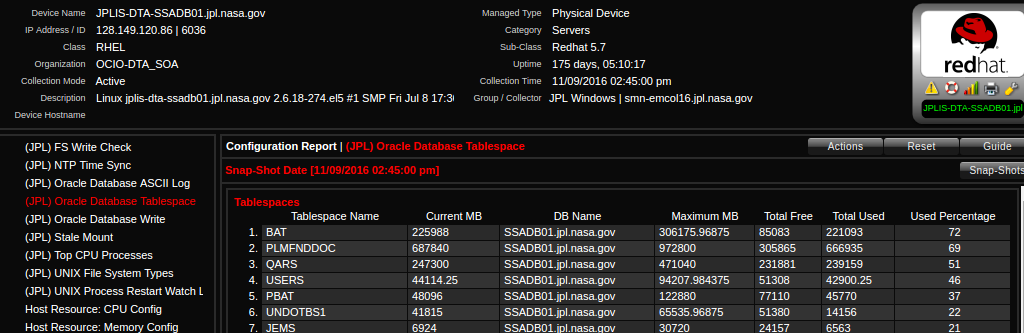 Device Name JPLIS-DTA-SSADB01.jpl.nasa.gov Managed Type Physical Device
IP Address / ID 128.149.120.86 | 6036 Category Servers
Class RHEL Sub-Class Redhat 5.7
Organization OCIO-DTA_SOA Uptime 175 days, 05:10:17
Collection Mode Active Collection Time 11/09/2016 02:45:00 pm
Description Linux jplis-dta-ssadb01.jpl.nasa.gov 2.6.18-274.el5 #1 SMP Fri Jul 8 17:3 Group / Collector JPL Windows | smn-emcol16.jpl.nasa.gov
Device Hostname
redhat.
JPLIS-DTA-SSADB01.jpl
(JPL) FS Write Check
(JPL) NTP Time Sync
(JPL) Oracle Database ASCII Log
(JPL) Oracle Database Tablespace
(JPL) Oracle Database Write
(JPL) Stale Mount
(JPL) Top CPU Processes
(JPL) UNIX File System Types
(JPL) UNIX Process Restart Watch L
Host Resource: CPU Config
Host Resource: Memory Config
Configuration Report | (JPL) Oracle Database Tablespace Actions Reset Guide
Snap-Shot Date [11/09/2016 02:45:00 pm] Snap-Shots
Tablespaces
Tablespace Name Current MB DB Name Maximum MB Total Free Total Used Used Percentage
1. BAT 225988 SSADB01.jpl.nasa.gov 306175.96875 85083 221093 72
2. PLMFNDDOC 687840 SSADB01.jpl.nasa.gov 972800 305865 666935 69
3. QARS 247300 SSADB01.jpl.nasa.gov 471040 231881 239159 51
4. USERS 44114.25 SSADB01.jpl.nasa.gov 94207.984375 51308 42900.25 46
5. PBAT 48096 SSADB01.jpl.nasa.gov 122880 77110 45770 37
6. UNDOTBS1 41815 SSADB01.jpl.nasa.gov 65535.96875 51380 14156 22
7. JEMS 6924 SSADB01.jpl.nasa.gov 30720 24157 6563 21